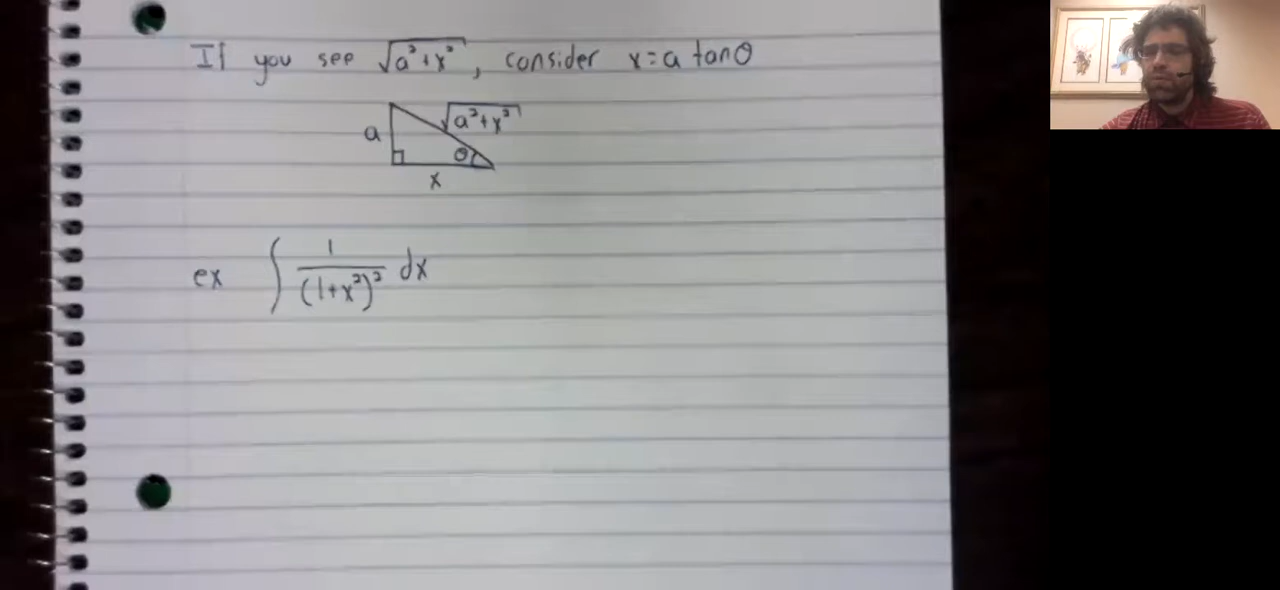 If you see √(a²+x²), consider x=a tanθ
a
√(a²+x²)
θ
x
ex ∫ 1/(1+x²)² dx